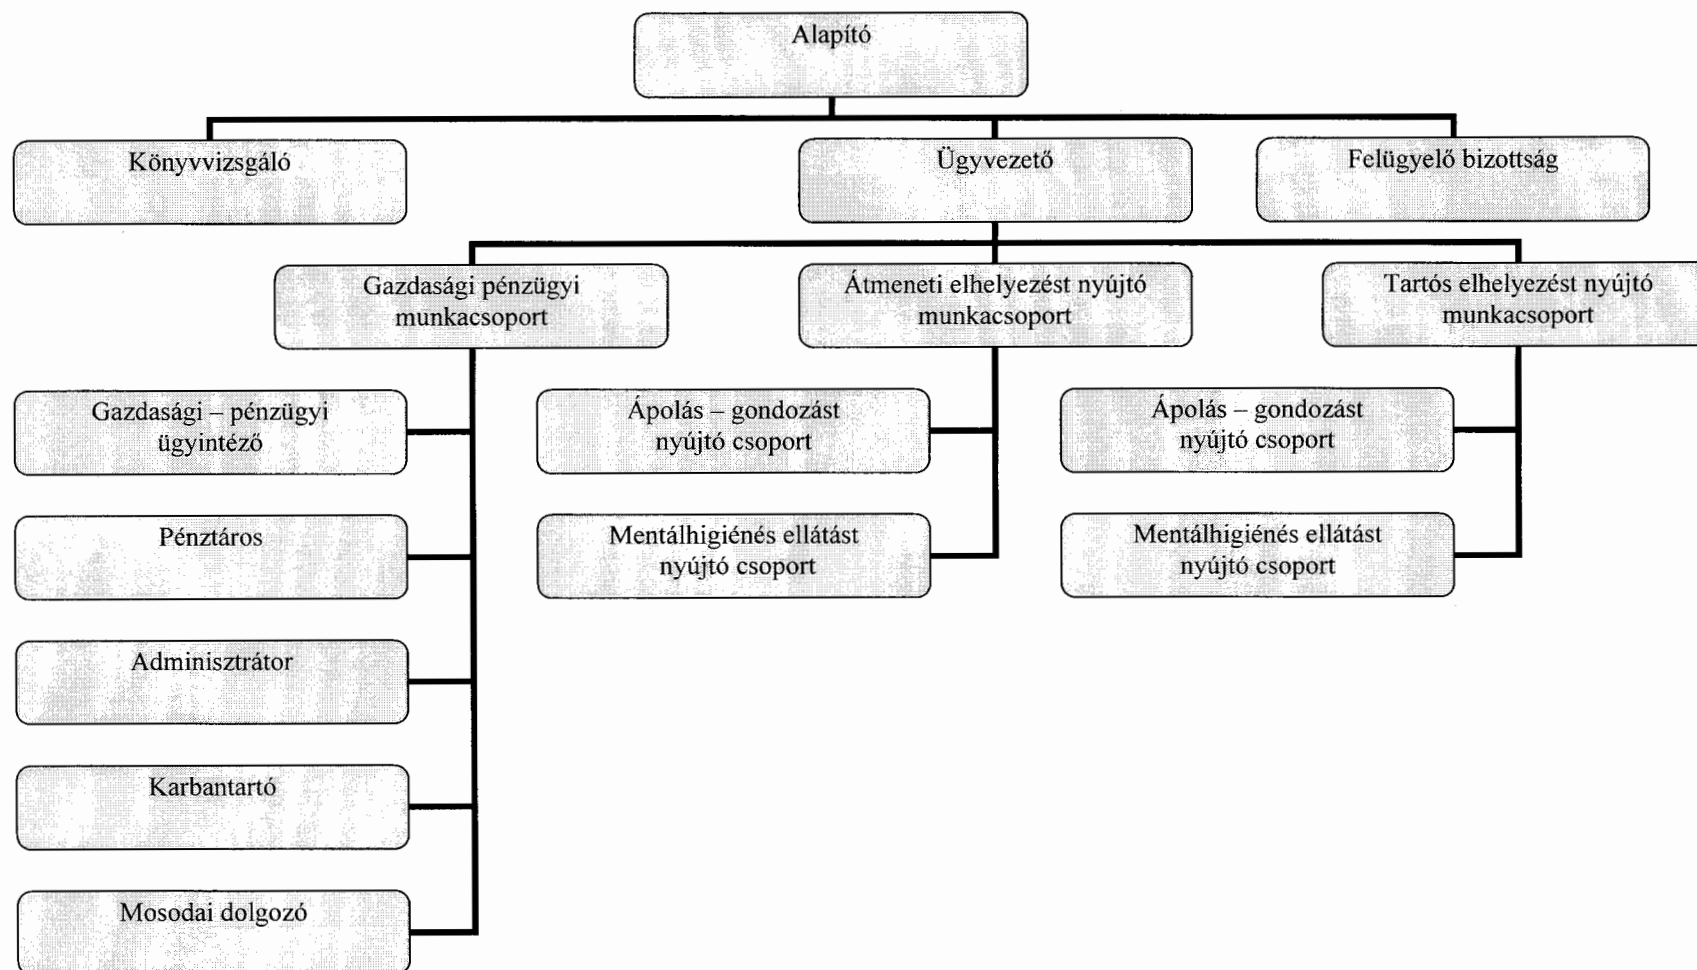 Alapító
Könyvvizsgáló
Ügyvezető
Felügyelő bizottság
Gazdasági pénzügyi
munkacsoport
Átmeneti elhelyezést nyújtó
munkacsoport
Tartós elhelyezést nyújtó
munkacsoport
Gazdasági – pénzügyi
ügyintéző
Ápolás – gondozást
nyújtó csoport
Ápolás – gondozást
nyújtó csoport
Pénztáros
Mentálhigiénés ellátást
nyújtó csoport
Mentálhigiénés ellátást
nyújtó csoport
Adminisztrátor
Karbantartó
Mosodai dolgozó